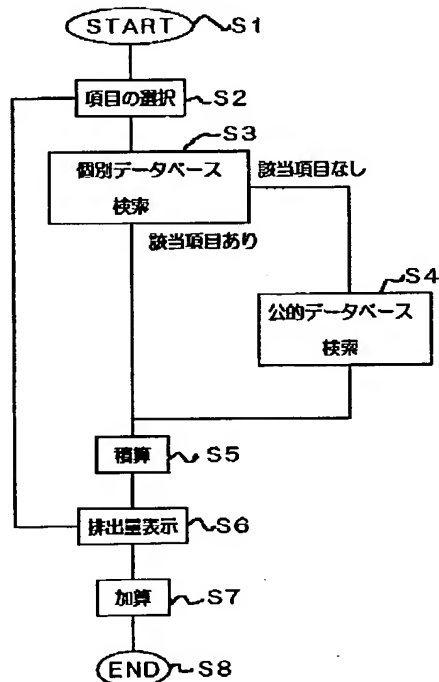 START S1
項目の選択 S2
S3
個別データベース
検索
該当項目なし
該当項目あり
S4
公的データベース
検索
積算 S5
排出量表示 S6
加算 S7
END S8